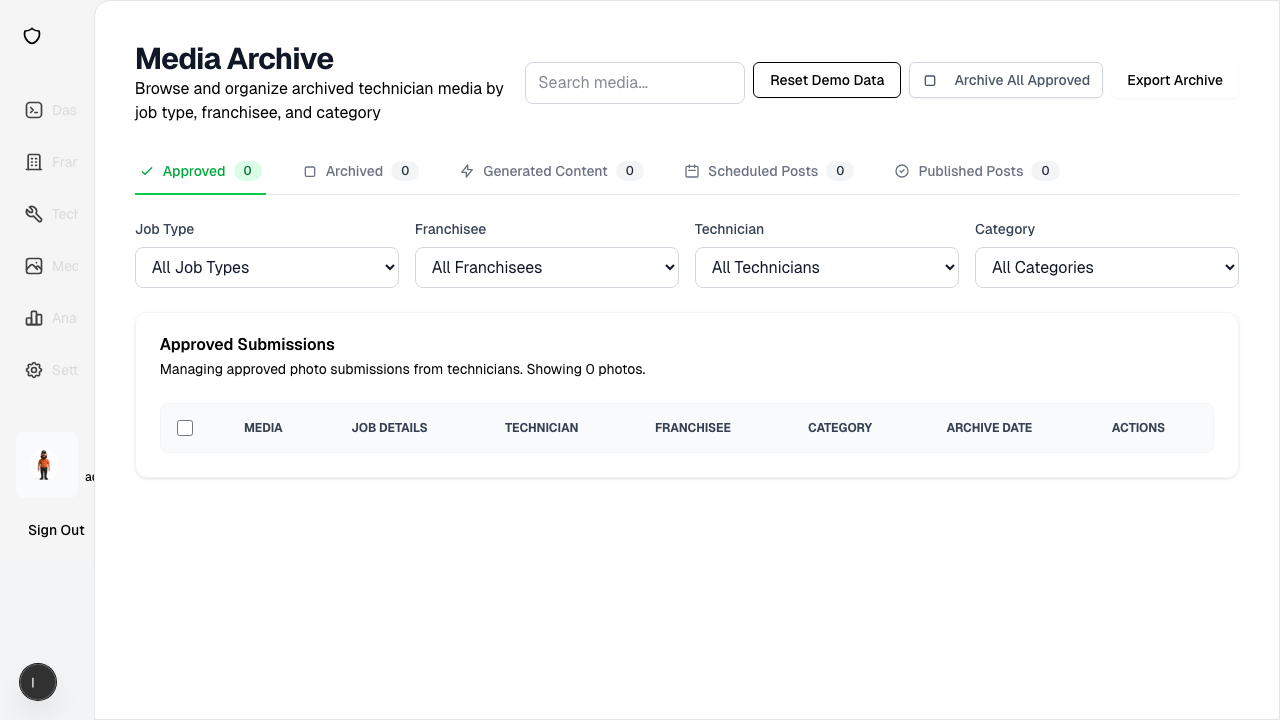 Das
Fran
Tech
Med
Ana
Sett
Sign Out
Media Archive
Browse and organize archived technician media by
job type, franchisee, and category
Search media...
Reset Demo Data
Archive All Approved
Export Archive
Approved 0
Archived 0
Generated Content 0
Scheduled Posts 0
Published Posts 0
Job Type
Franchisee
Technician
Category
All Job Types
All Franchisees
All Technicians
All Categories
Approved Submissions
Managing approved photo submissions from technicians. Showing 0 photos.
MEDIA
JOB DETAILS
TECHNICIAN
FRANCHISEE
CATEGORY
ARCHIVE DATE
ACTIONS